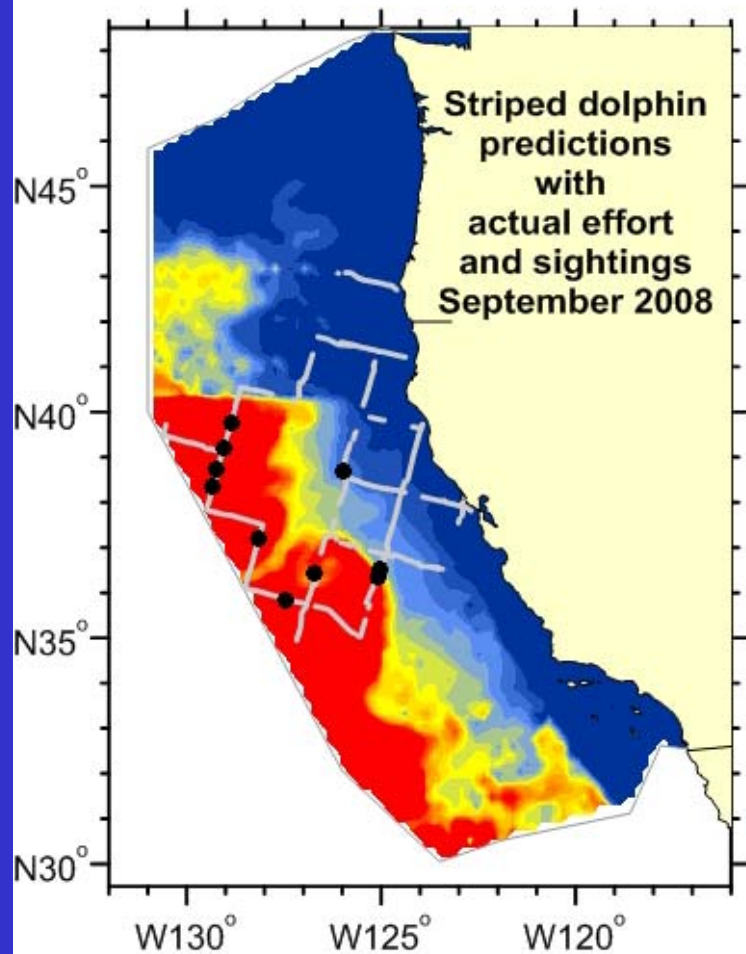 Striped dolphin
predictions
with
actual effort
and sightings
September 2008
N45°
N40°
N35°
N30°
W130° W125° W120°